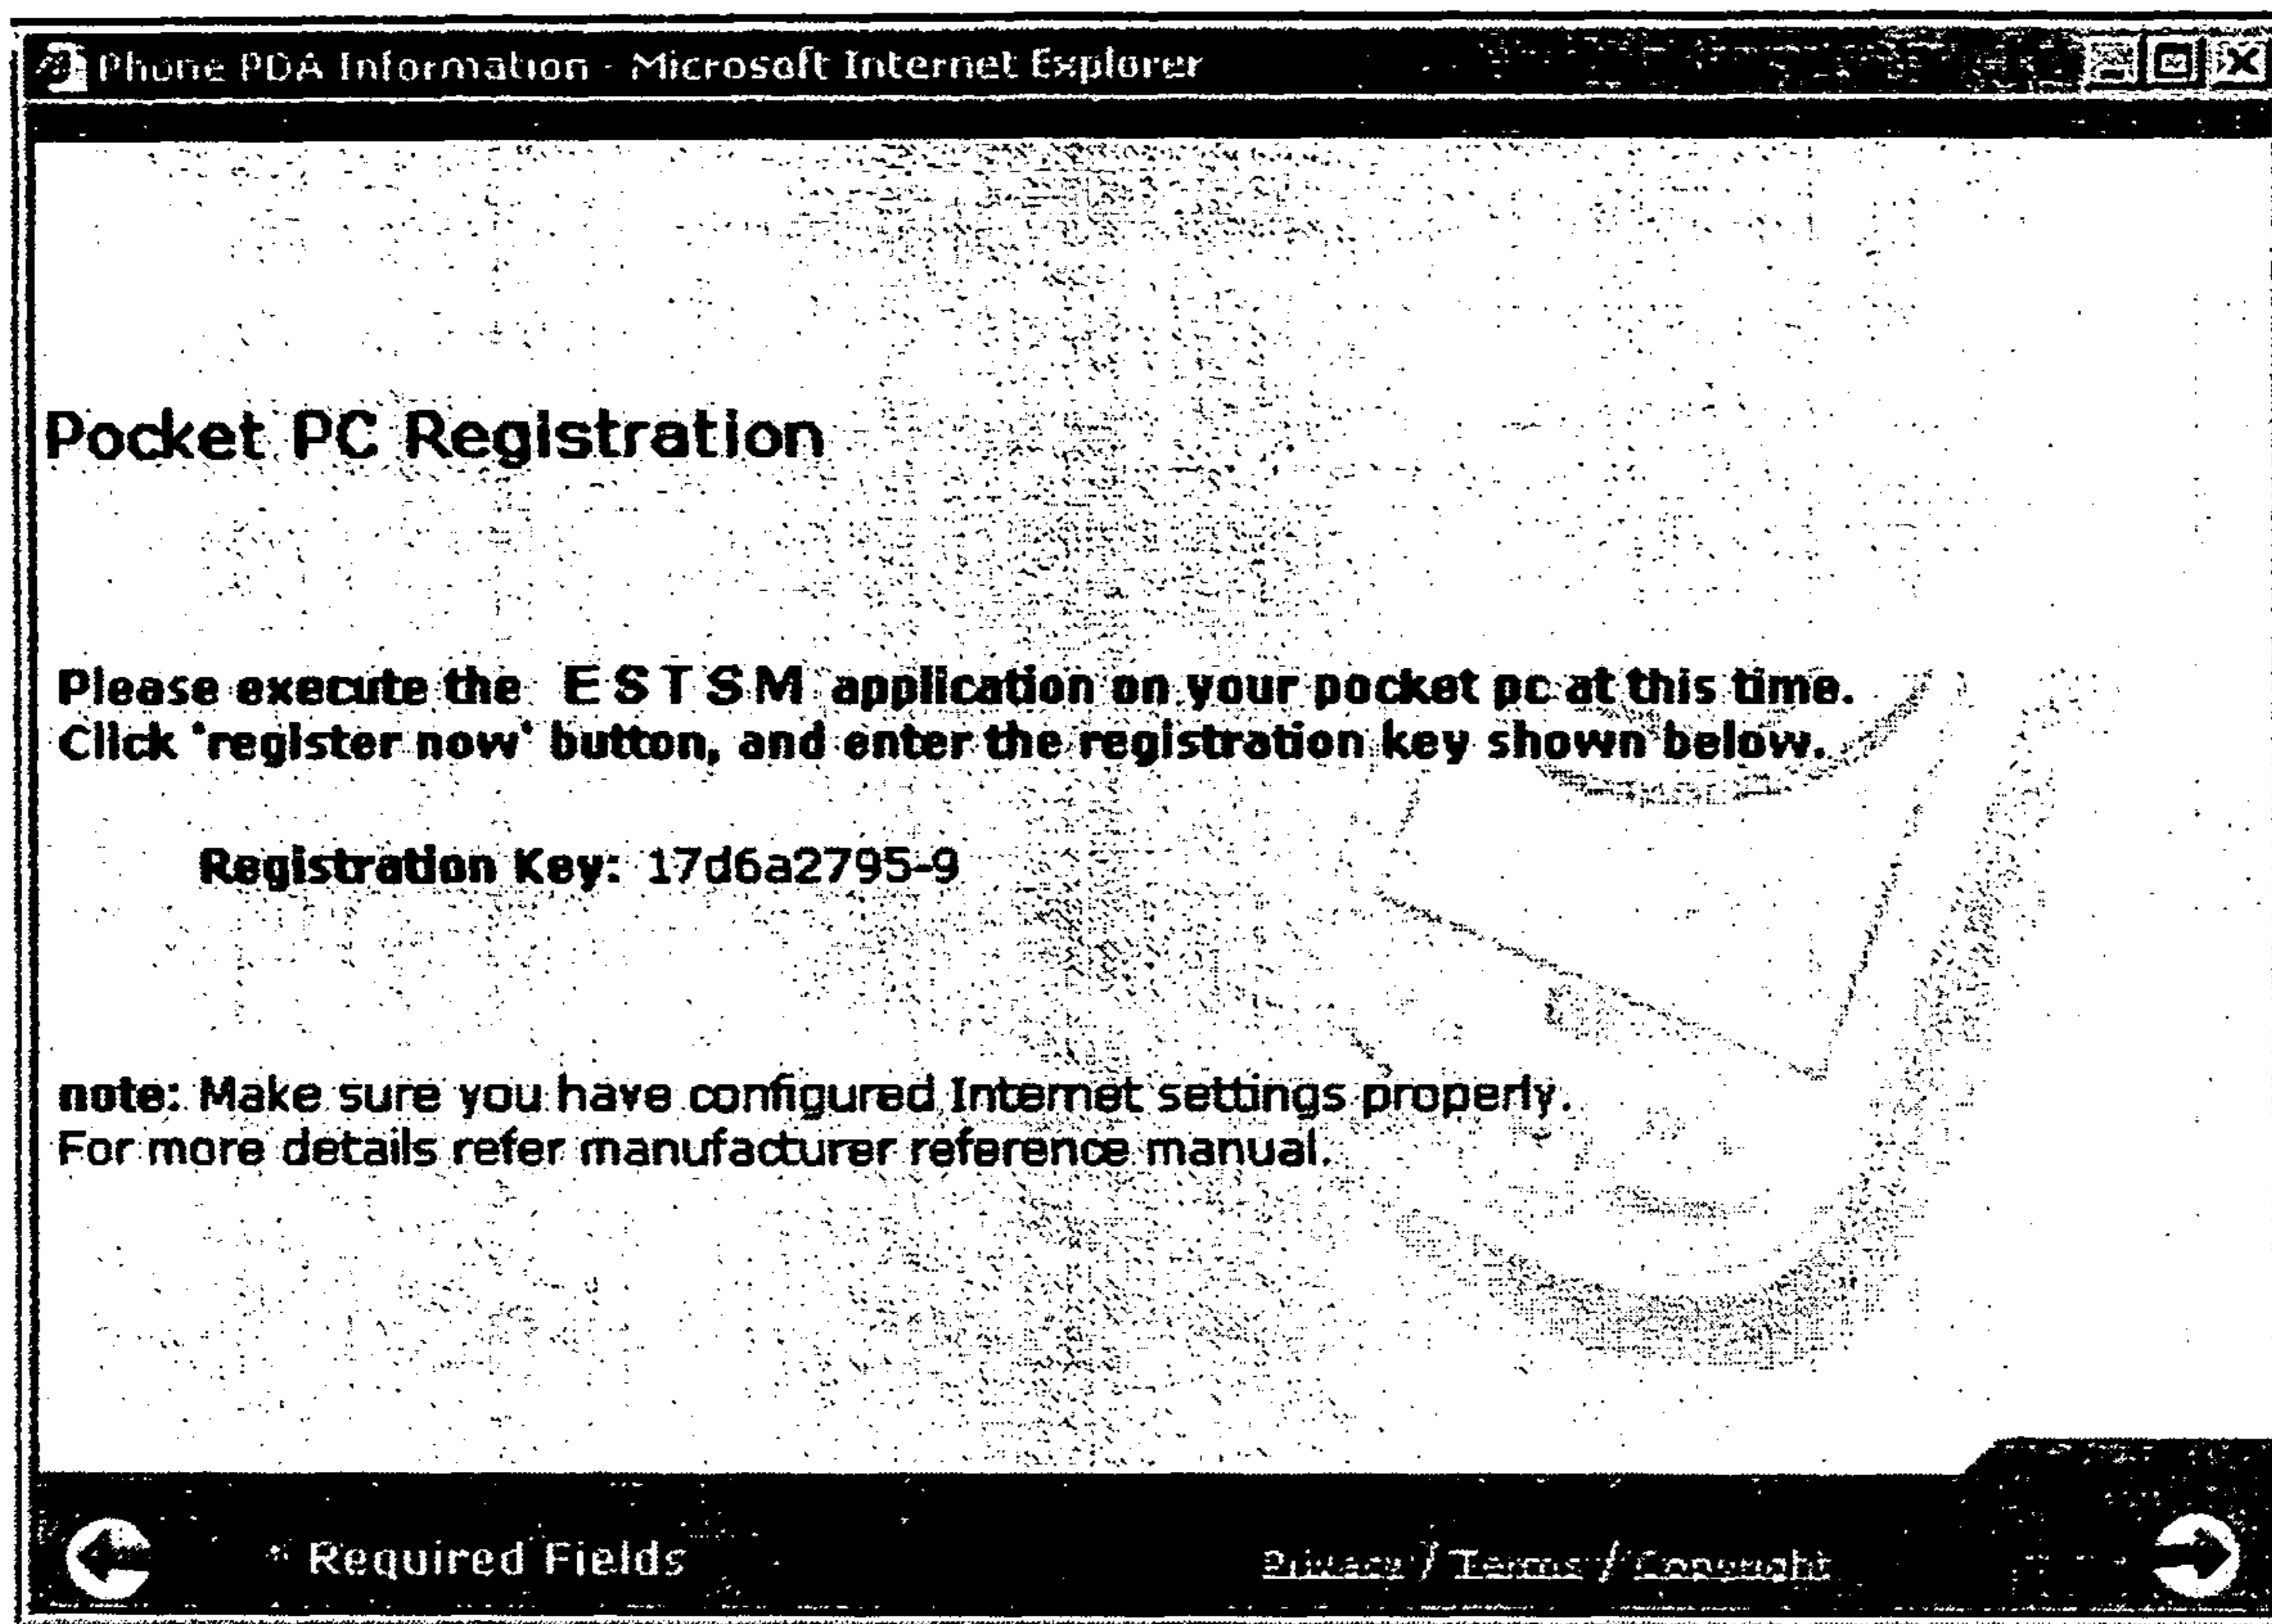 Phone PDA Information - Microsoft Internet Explorer
Pocket PC Registration
Please execute the E S T S M application on your pocket pc at this time.
Click 'register now' button, and enter the registration key shown below.
Registration Key: 17d6a2795-9
note: Make sure you have configured Internet settings properly.
For more details refer manufacturer reference manual.
* Required Fields
Privacy / Terms / Copyright